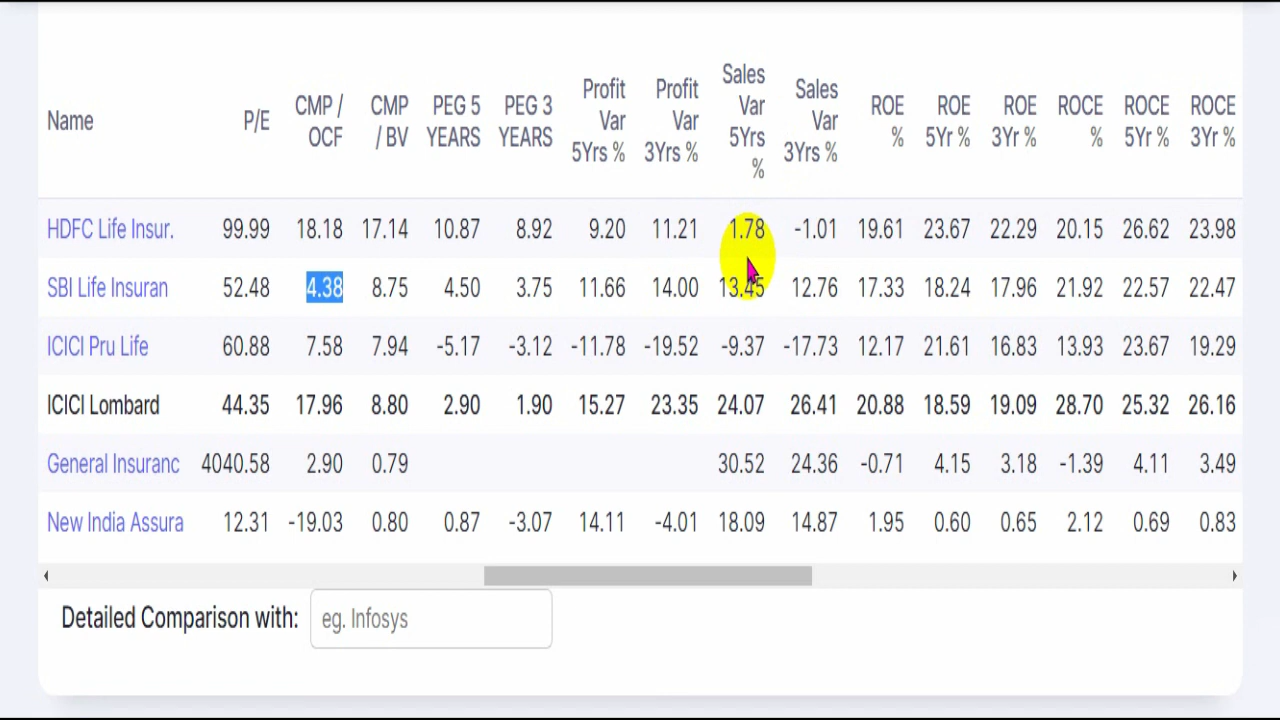 Name P/E CMP / OCF CMP / BV PEG 5 YEARS PEG 3 YEARS Profit Var 5Yrs % Profit Var 3Yrs % Sales Var 5Yrs % Sales Var 3Yrs % ROE % ROE 5Yr % ROE 3Yr % ROCE % ROCE 5Yr % ROCE 3Yr %
HDFC Life Insur. 99.99 18.18 17.14 10.87 8.92 9.20 11.21 1.78 -1.01 19.61 23.67 22.29 20.15 26.62 23.98
SBI Life Insuran 52.48 4.38 8.75 4.50 3.75 11.66 14.00 13.45 12.76 17.33 18.24 17.96 21.92 22.57 22.47
ICICI Pru Life 60.88 7.58 7.94 -5.17 -3.12 -11.78 -19.52 -9.37 -17.73 12.17 21.61 16.83 13.93 23.67 19.29
ICICI Lombard 44.35 17.96 8.80 2.90 1.90 15.27 23.35 24.07 26.41 20.88 18.59 19.09 28.70 25.32 26.16
General Insuranc 4040.58 2.90 0.79 30.52 24.36 -0.71 4.15 3.18 -1.39 4.11 3.49
New India Assura 12.31 -19.03 0.80 0.87 -3.07 14.11 -4.01 18.09 14.87 1.95 0.60 0.65 2.12 0.69 0.83
Detailed Comparison with: eg. Infosys